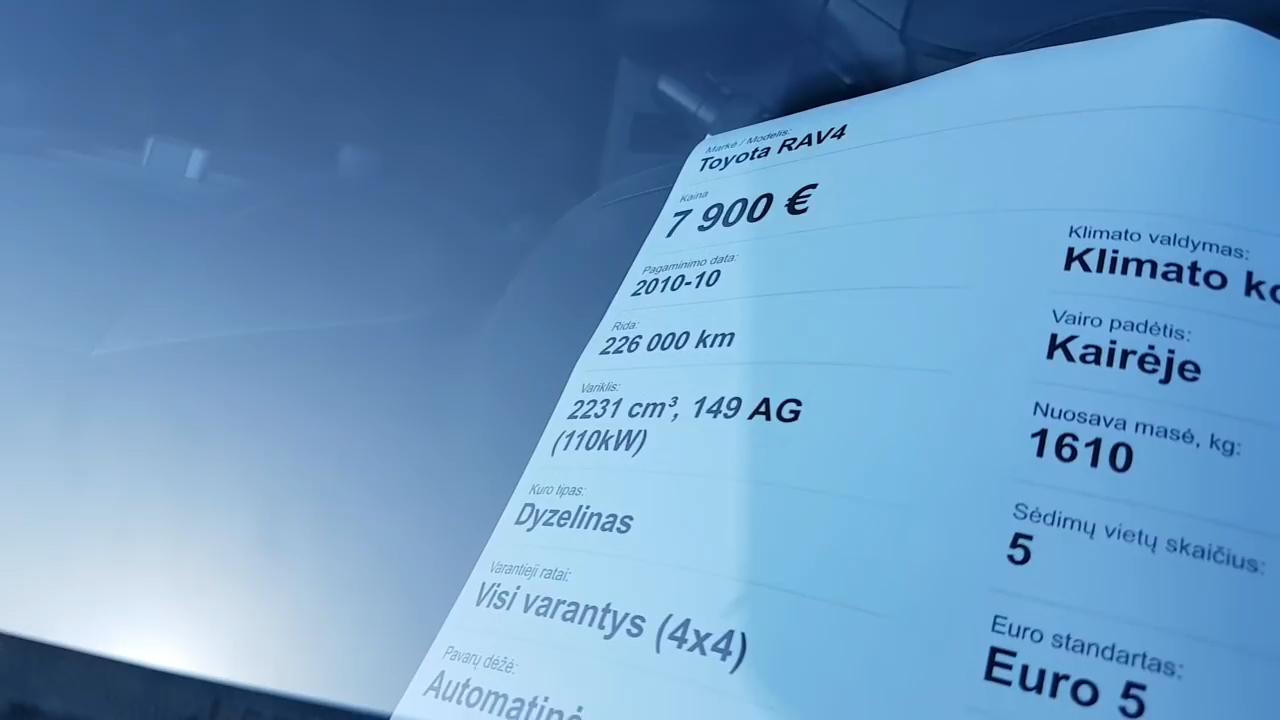 Markė / Modelis:
Toyota RAV4
Kaina
7 900 €
Pagaminimo data:
2010-10
Rida:
226 000 km
Variklis:
2231 cm³, 149 AG
(110kW)
Kuro tipas:
Dyzelinas
Varantieji ratai:
Visi varantys (4x4)
Pavarų dėžė:
Automatinė
Klimato valdymas:
Klimato
Vairo padėtis:
Kairėje
Nuosava masė, kg:
1610
Sėdimų vietų skaičius:
5
Euro standartas:
Euro 5